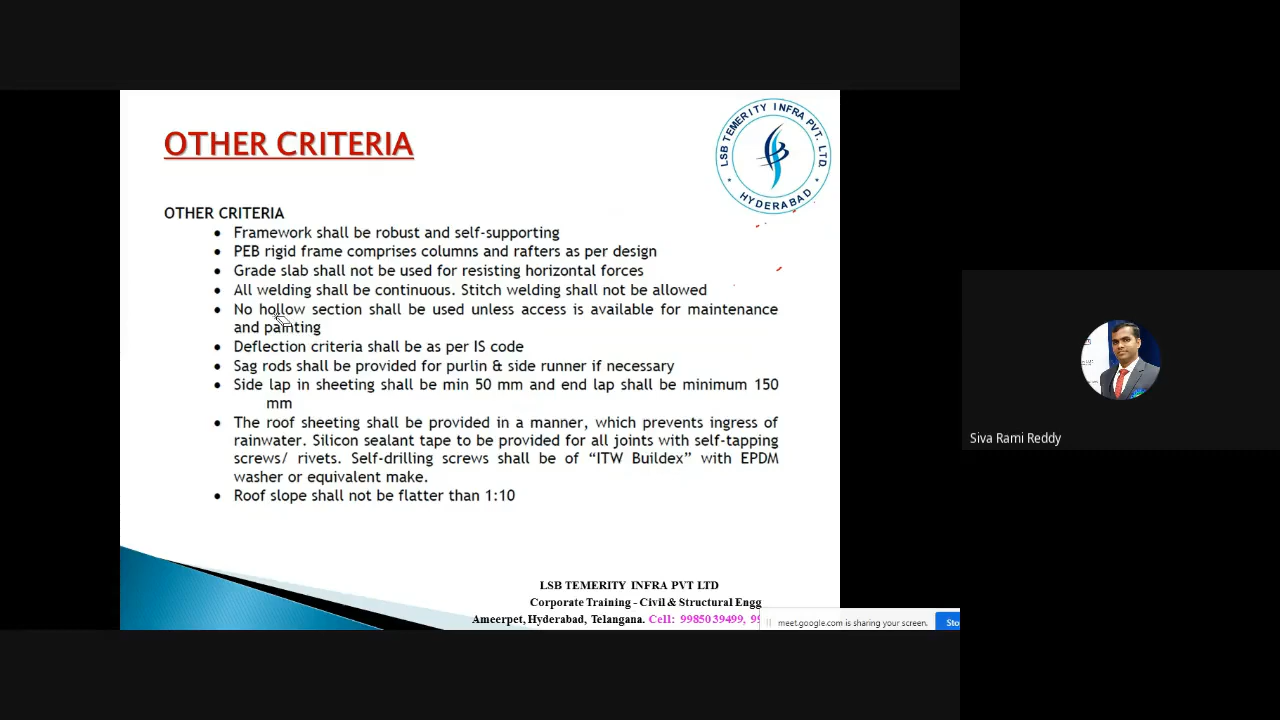 OTHER CRITERIA
LSB TEMERITY INFRA PVT. LTD
* HYDERABAD *
OTHER CRITERIA
• Framework shall be robust and self-supporting
• PEB rigid frame comprises columns and rafters as per design
• Grade slab shall not be used for resisting horizontal forces
• All welding shall be continuous. Stitch welding shall not be allowed
• No hollow section shall be used unless access is available for maintenance
and painting
• Deflection criteria shall be as per IS code
• Sag rods shall be provided for purlin & side runner if necessary
• Side lap in sheeting shall be min 50 mm and end lap shall be minimum 150
mm
• The roof sheeting shall be provided in a manner, which prevents ingress of
rainwater. Silicon sealant tape to be provided for all joints with self-tapping
screws/ rivets. Self-drilling screws shall be of “ITW Buildex” with EPDM
washer or equivalent make.
• Roof slope shall not be flatter than 1:10
LSB TEMERITY INFRA PVT LTD
Corporate Training - Civil & Structural Engg
Ameerpet, Hyderabad, Telangana. Cell: 9985039499,
meet.google.com is sharing your screen.
Siva Rami Reddy